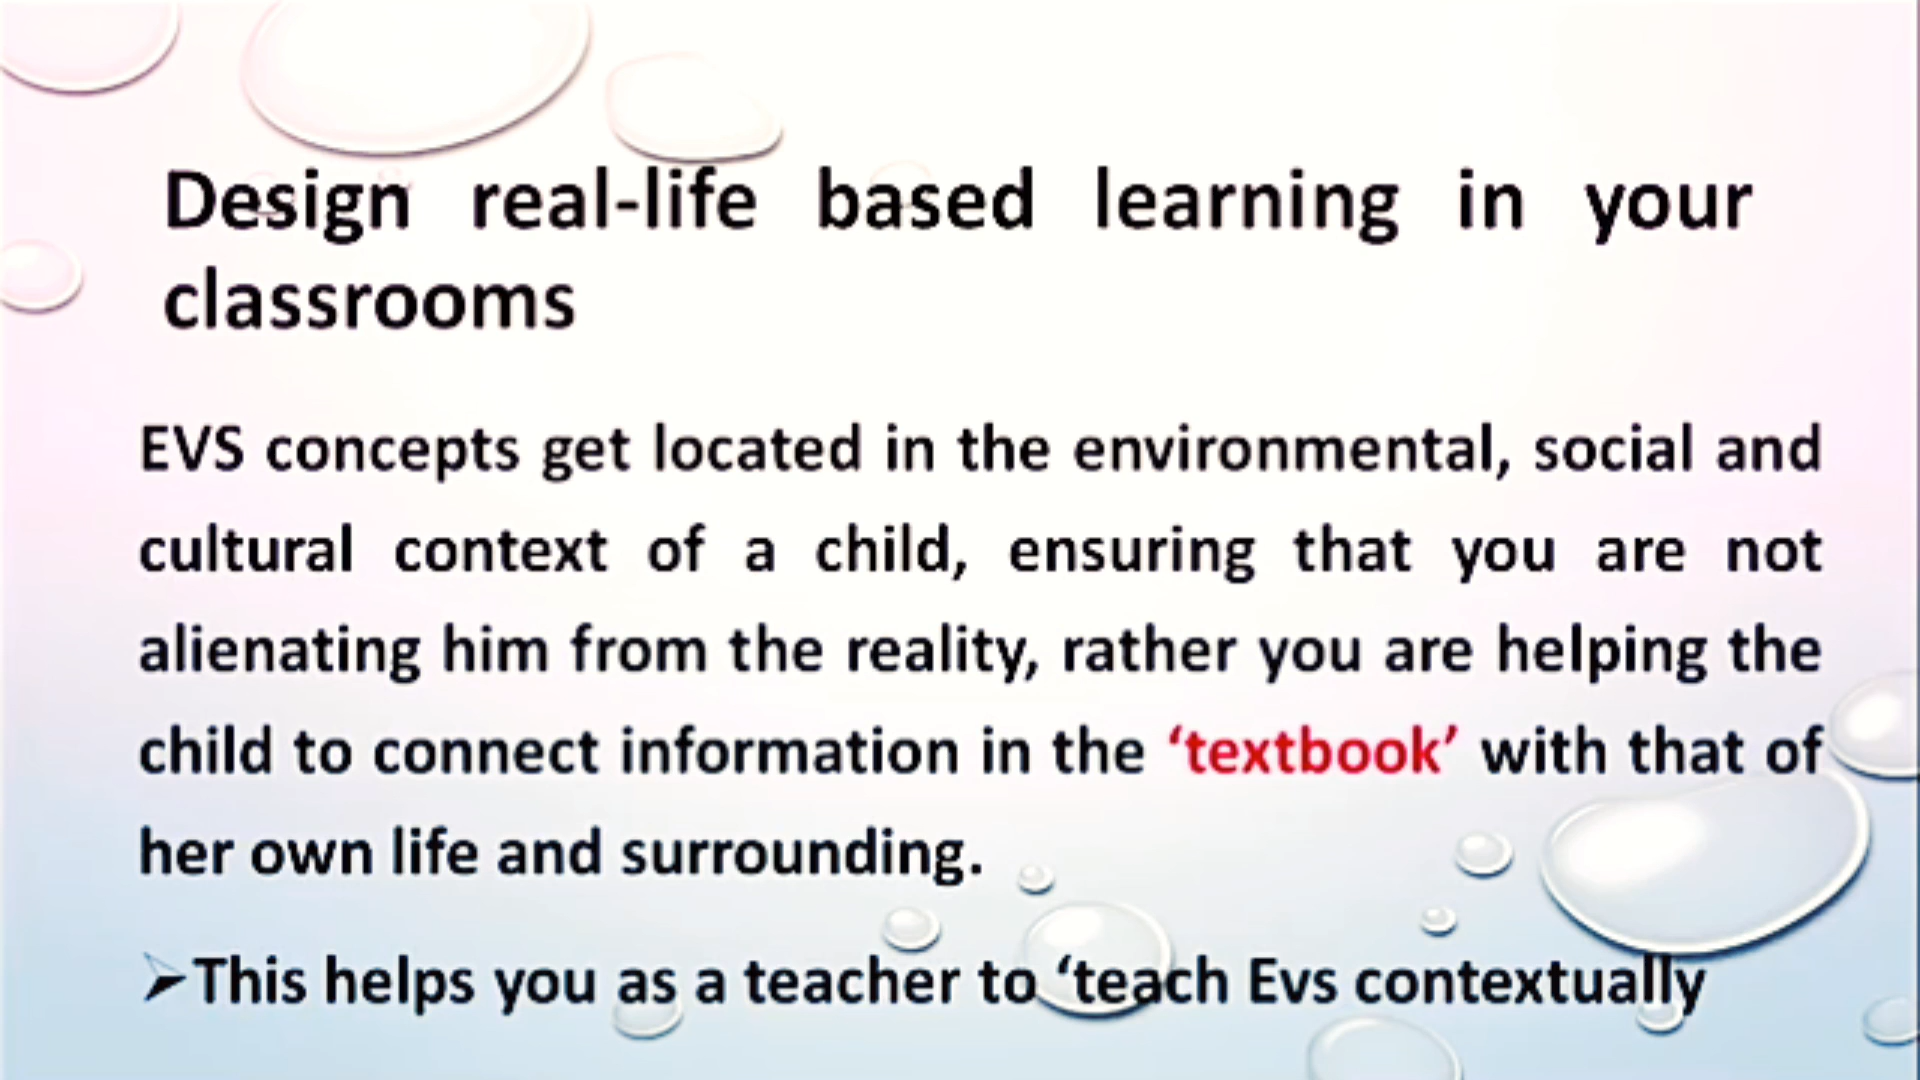 Design real-life based learning in your
classrooms
EVS concepts get located in the environmental, social and
cultural context of a child, ensuring that you are not
alienating him from the reality, rather you are helping the
child to connect information in the ‘textbook’ with that of
her own life and surrounding.
➢This helps you as a teacher to ‘teach Evs contextually